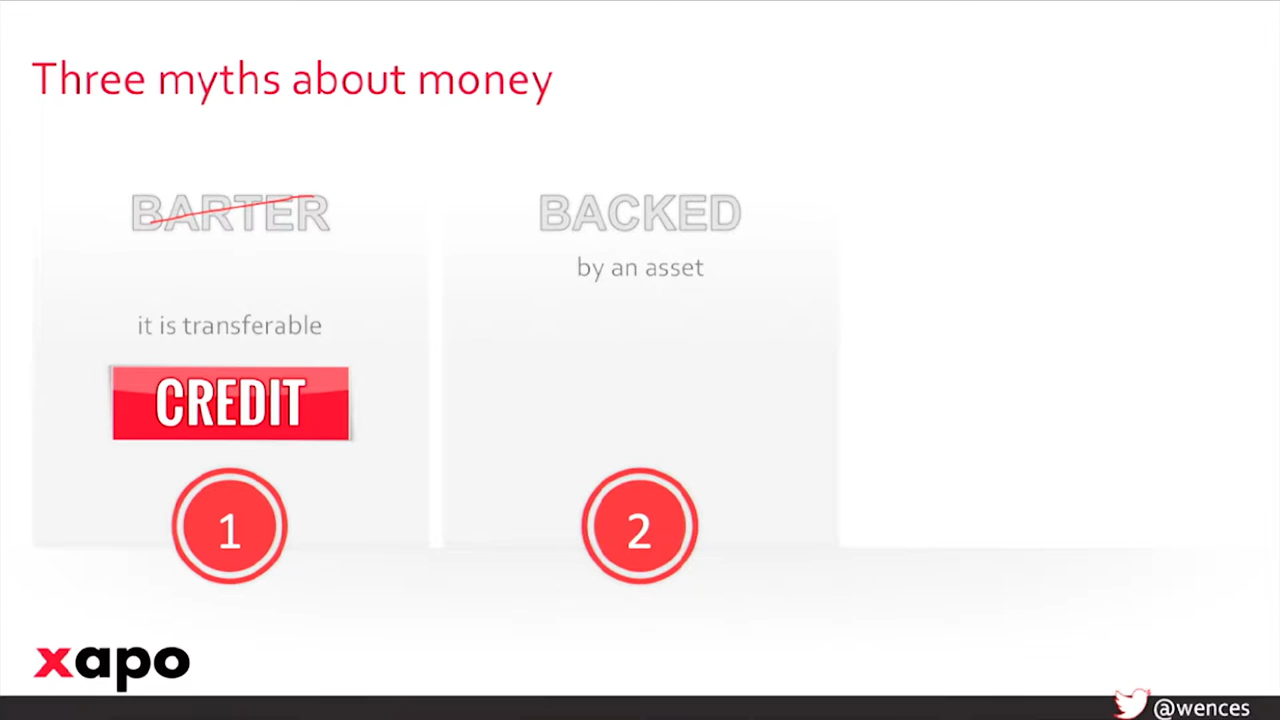 Three myths about money
BARTER
it is transferable
CREDIT
1
BACKED
by an asset
2
xapo
@wences